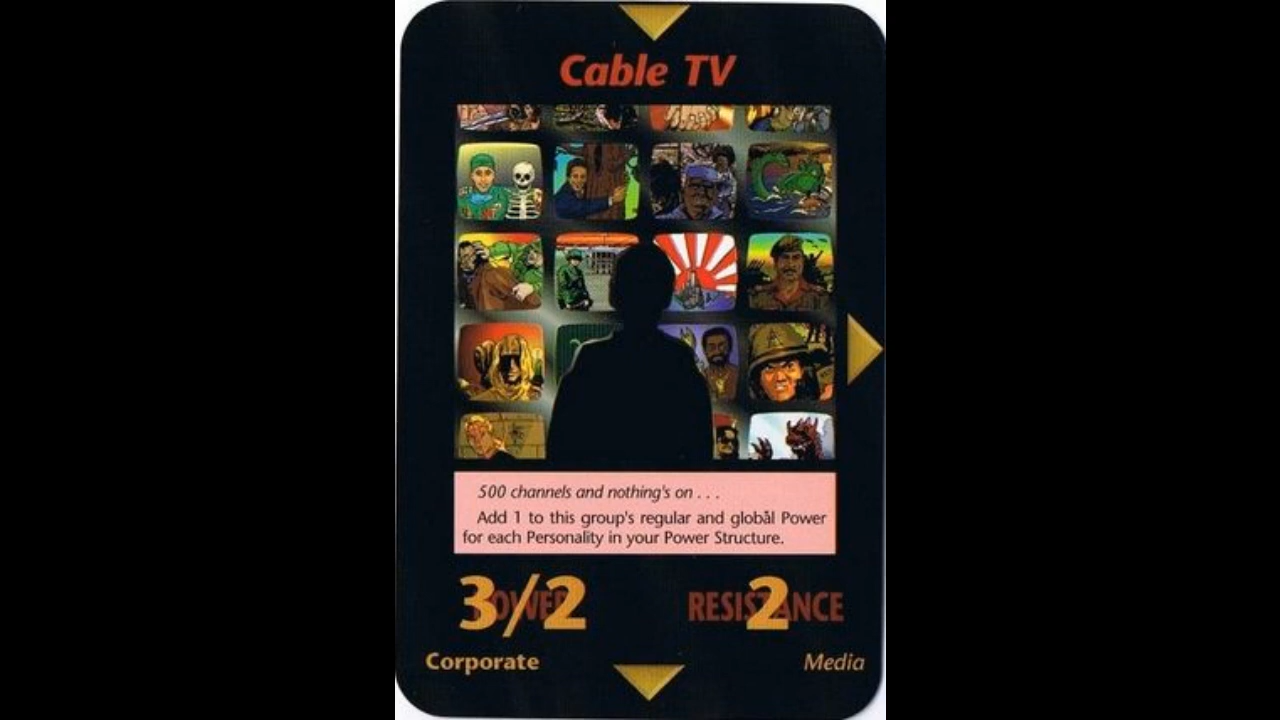 Cable TV
500 channels and nothing's on . . .
Add 1 to this group's regular and global Power
for each Personality in your Power Structure.
POWER 3/2 RESISTANCE 2
Corporate Media